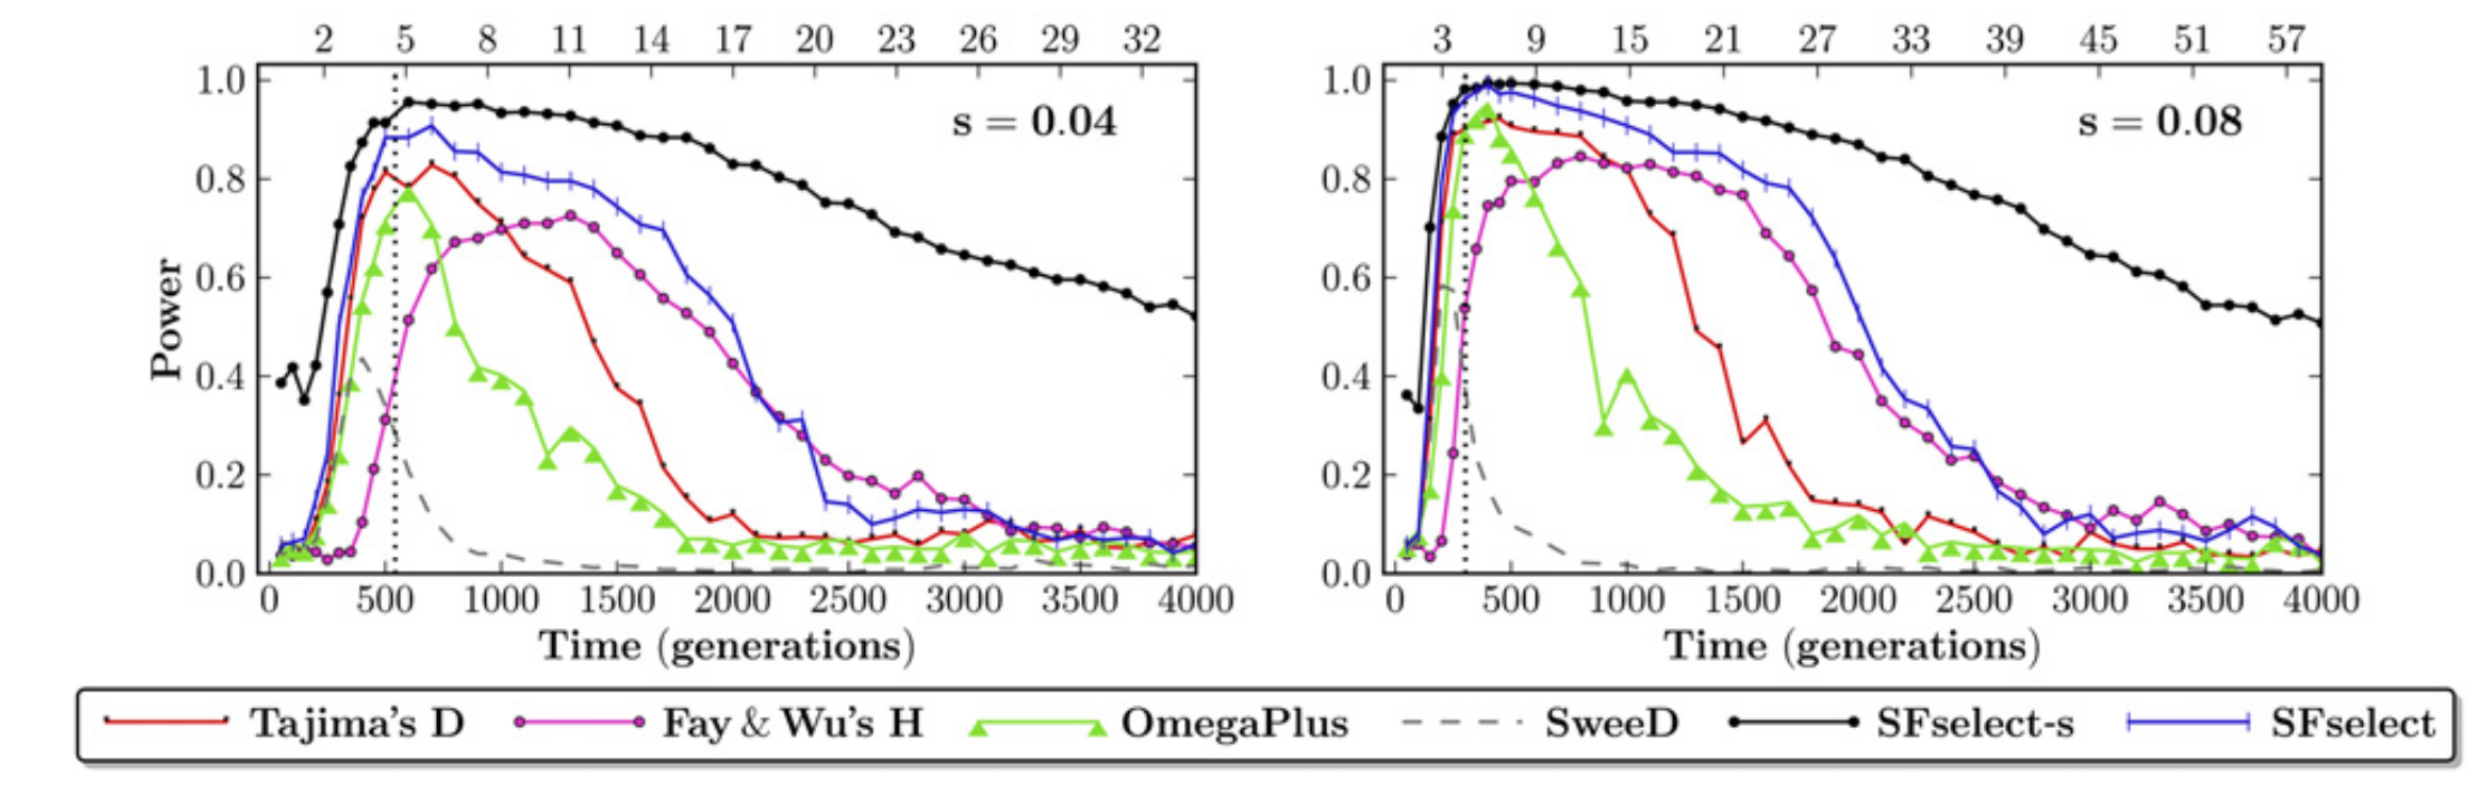 2 5 8 11 14 17 20 23 26 29 32
1.0
0.8
0.6
0.4
0.2
0.0
Power
s = 0.04
0 500 1000 1500 2000 2500 3000 3500 4000
Time (generations)
3 9 15 21 27 33 39 45 51 57
1.0
0.8
0.6
0.4
0.2
0.0
s = 0.08
0 500 1000 1500 2000 2500 3000 3500 4000
Time (generations)
Tajima's D Fay & Wu's H OmegaPlus SweeD SFselect-s SFselect